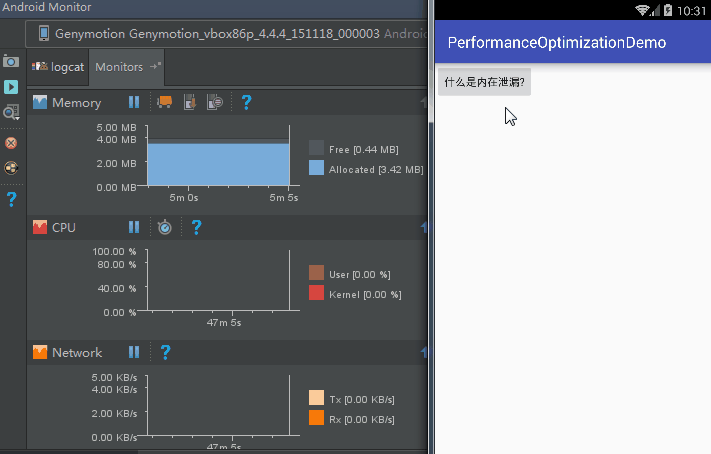 Android Monitor
Genymotion Genymotion_vbox86p_4.4.4_151118_000003 Android
logcat Monitors
Memory
5.00 MB
4.00 MB
2.00 MB
0.00 MB
5m 0s 5m 5s
Free [0.44 MB]
Allocated [3.42 MB]
CPU
100.00 %
80.00 %
40.00 %
0.00 %
47m 5s
User [0.00 %]
Kernel [0.00 %]
Network
5.00 KB/s
4.00 KB/s
2.00 KB/s
0.00 KB/s
47m 5s
Tx [0.00 KB/s]
Rx [0.00 KB/s]
10:31
PerformanceOptimizationDemo
什么是内在泄漏?